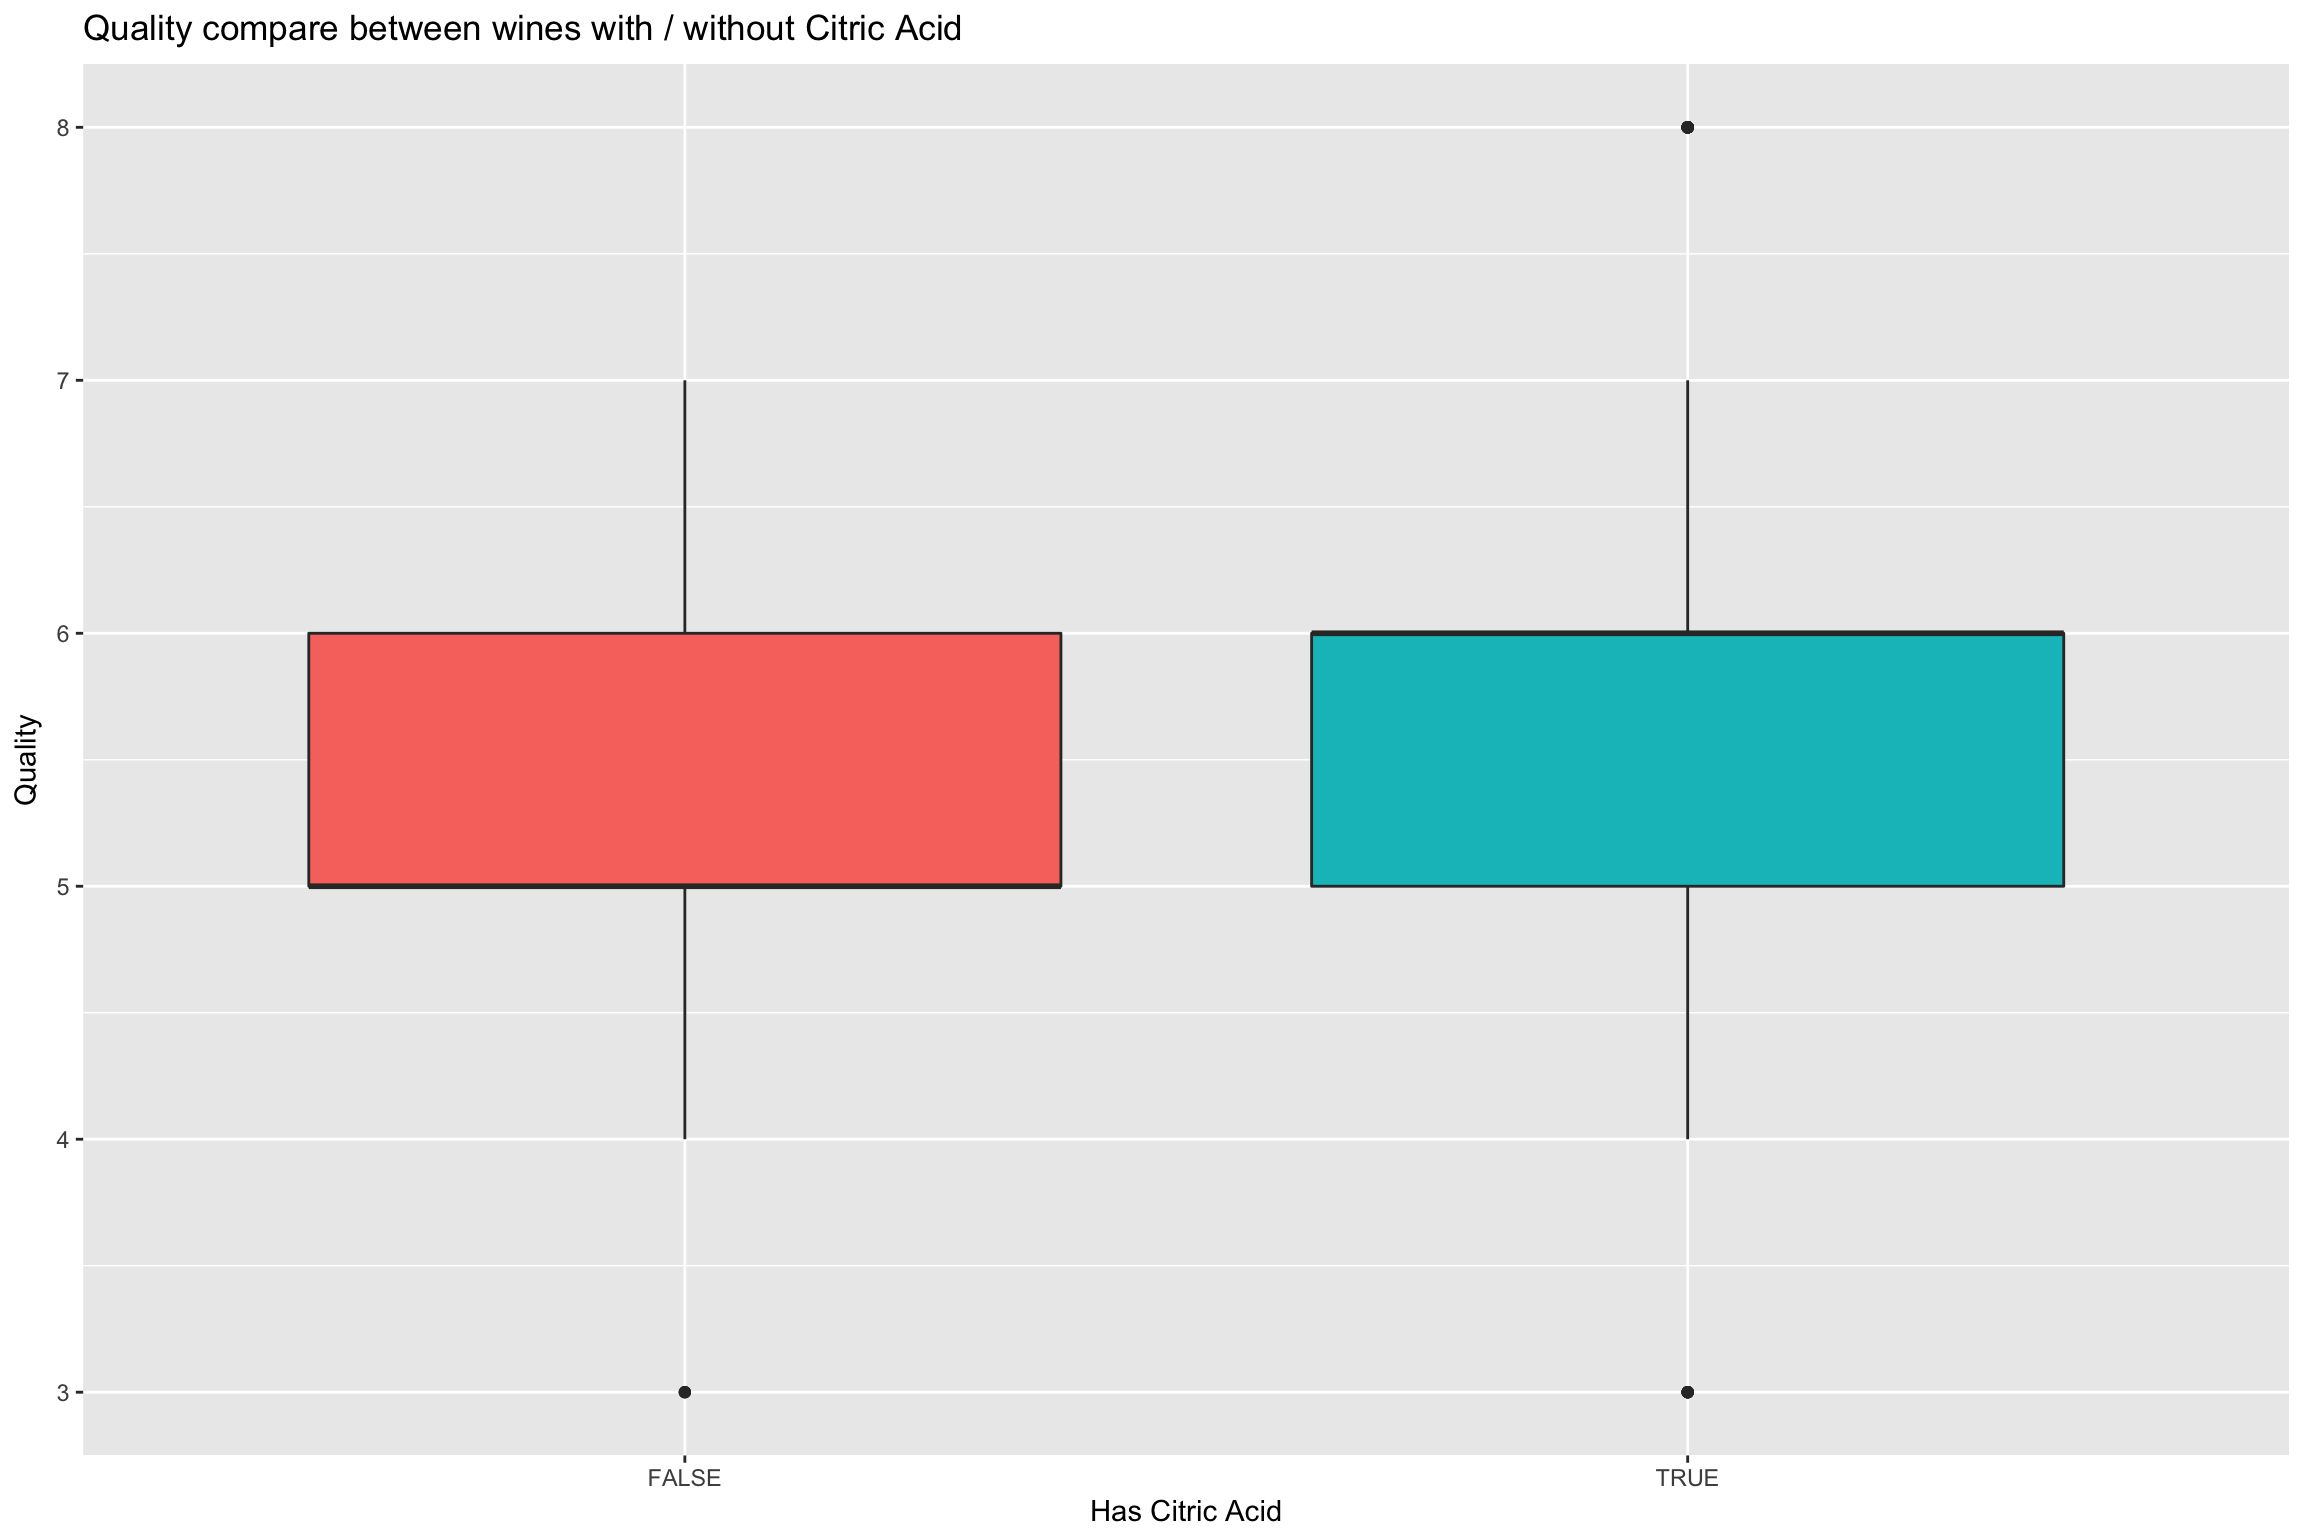 Quality compare between wines with / without Citric Acid
8
7
6
5
4
3
Quality
FALSE
TRUE
Has Citric Acid